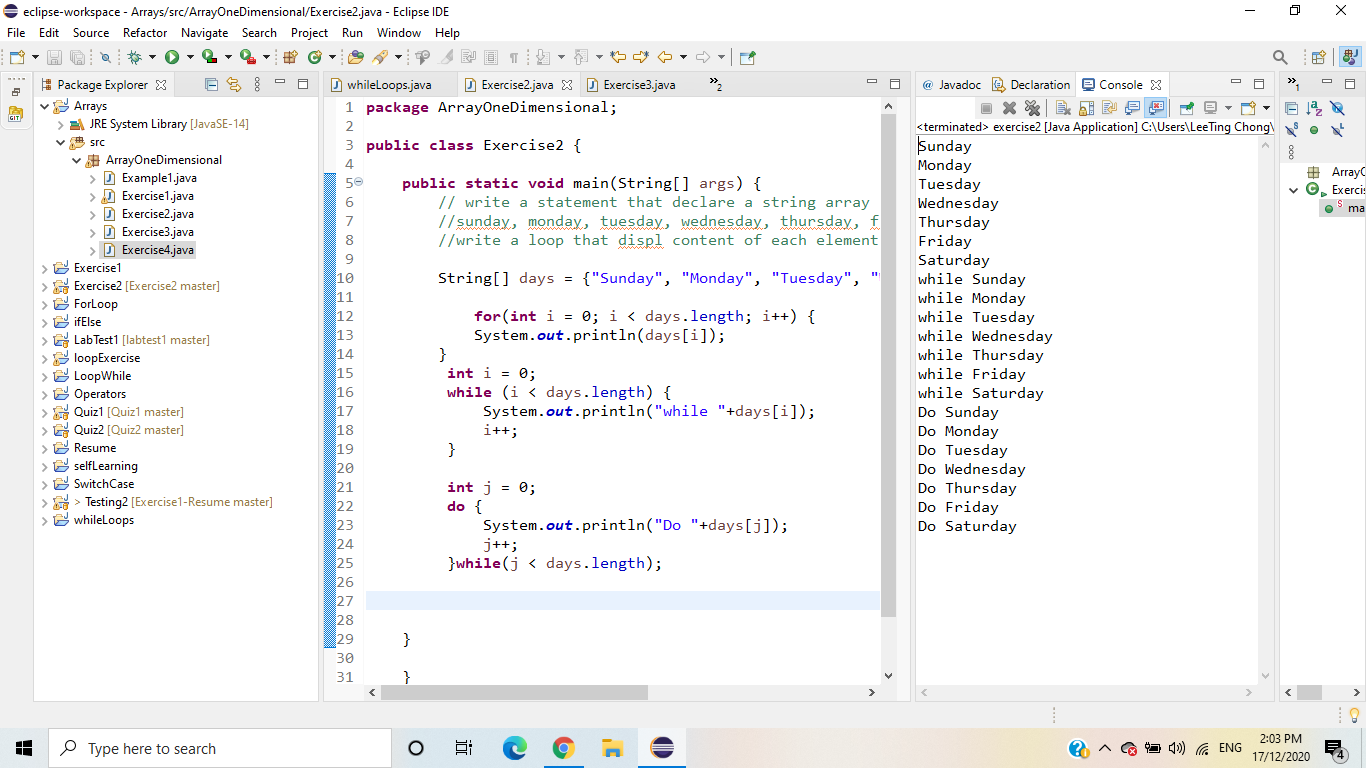 eclipse-workspace - Arrays/src/ArrayOneDimensional/Exercise2.java - Eclipse IDE
File Edit Source Refactor Navigate Search Project Run Window Help
Package Explorer
Arrays
JRE System Library [JavaSE-14]
src
ArrayOneDimensional
Example1.java
Exercise1.java
Exercise2.java
Exercise3.java
Exercise4.java
Exercise1
Exercise2 [Exercise2 master]
ForLoop
ifElse
LabTest1 [labtest1 master]
loopExercise
LoopWhile
Operators
Quiz1 [Quiz1 master]
Quiz2 [Quiz2 master]
Resume
selfLearning
SwitchCase
> Testing2 [Exercise1-Resume master]
whileLoops
whileLoops.java Exercise2.java Exercise3.java »2
1 package ArrayOneDimensional;
2
3 public class Exercise2 {
4
5 public static void main(String[] args) {
6 // write a statement that declare a string array
7 //sunday, monday, tuesday, wednesday, thursday, f
8 //write a loop that displ content of each element
9
10 String[] days = {"Sunday", "Monday", "Tuesday", "
11
12 for(int i = 0; i < days.length; i++) {
13 System.out.println(days[i]);
14 }
15 int i = 0;
16 while (i < days.length) {
17 System.out.println("while "+days[i]);
18 i++;
19 }
20
21 int j = 0;
22 do {
23 System.out.println("Do "+days[j]);
24 j++;
25 }while(j < days.length);
26
27
28
29 }
30
31 }
@ Javadoc Declaration Console
<terminated> exercise2 [Java Application] C:\Users\LeeTing Chong\
Sunday
Monday
Tuesday
Wednesday
Thursday
Friday
Saturday
while Sunday
while Monday
while Tuesday
while Wednesday
while Thursday
while Friday
while Saturday
Do Sunday
Do Monday
Do Tuesday
Do Wednesday
Do Thursday
Do Friday
Do Saturday
»1
ArrayO
Exercis
S ma
GIT
Type here to search
ENG
2:03 PM
17/12/2020
4